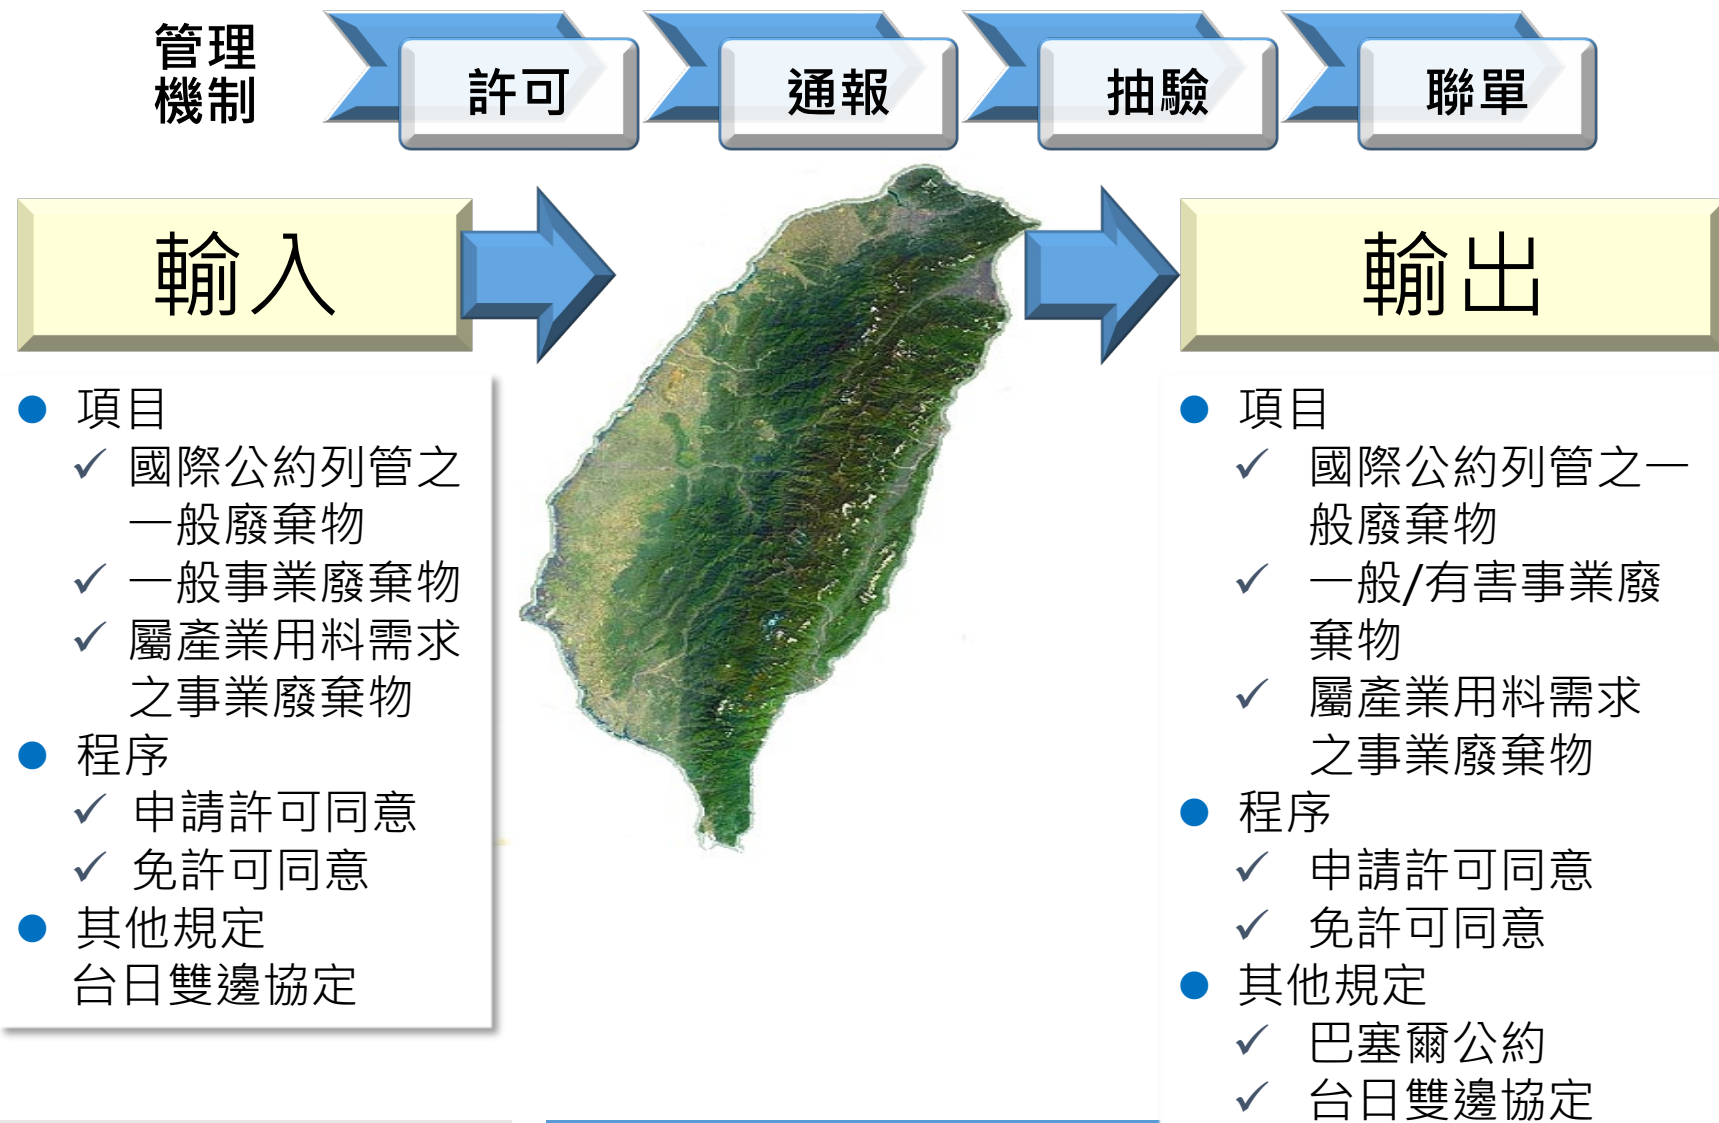 管理
機制
許可
通報
抽驗
聯單
輸入
輸出
項目
國際公約列管之
一般廢棄物
一般事業廢棄物
屬產業用料需求
之事業廢棄物
程序
申請許可同意
免許可同意
其他規定
台日雙邊協定
項目
國際公約列管之一
般廢棄物
一般/有害事業廢
棄物
屬產業用料需求
之事業廢棄物
程序
申請許可同意
免許可同意
其他規定
巴塞爾公約
台日雙邊協定